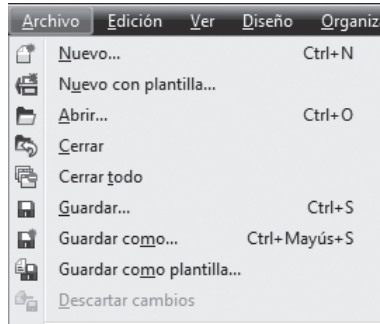 Archivo Edición Ver Diseño Organiz
Nuevo... Ctrl+N
Nuevo con plantilla...
Abrir... Ctrl+O
Cerrar
Cerrar todo
Guardar... Ctrl+S
Guardar como... Ctrl+Mayús+S
Guardar como plantilla...
Descartar cambios